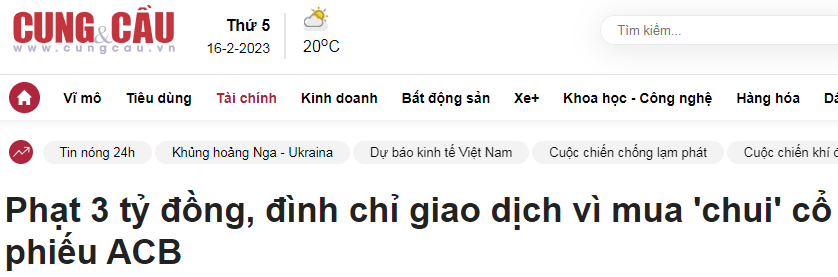 CUNG&CẦU
www.cungcau.vn
Thứ 5
16-2-2023
20°C
Tìm kiếm...
Vĩ mô Tiêu dùng Tài chính Kinh doanh Bất động sản Xe+ Khoa học - Công nghệ Hàng hóa
Tin nóng 24h Khủng hoảng Nga - Ukraina Dự báo kinh tế Việt Nam Cuộc chiến chống lạm phát Cuộc chiến khí
Phạt 3 tỷ đồng, đình chỉ giao dịch vì mua 'chui' cổ
phiếu ACB